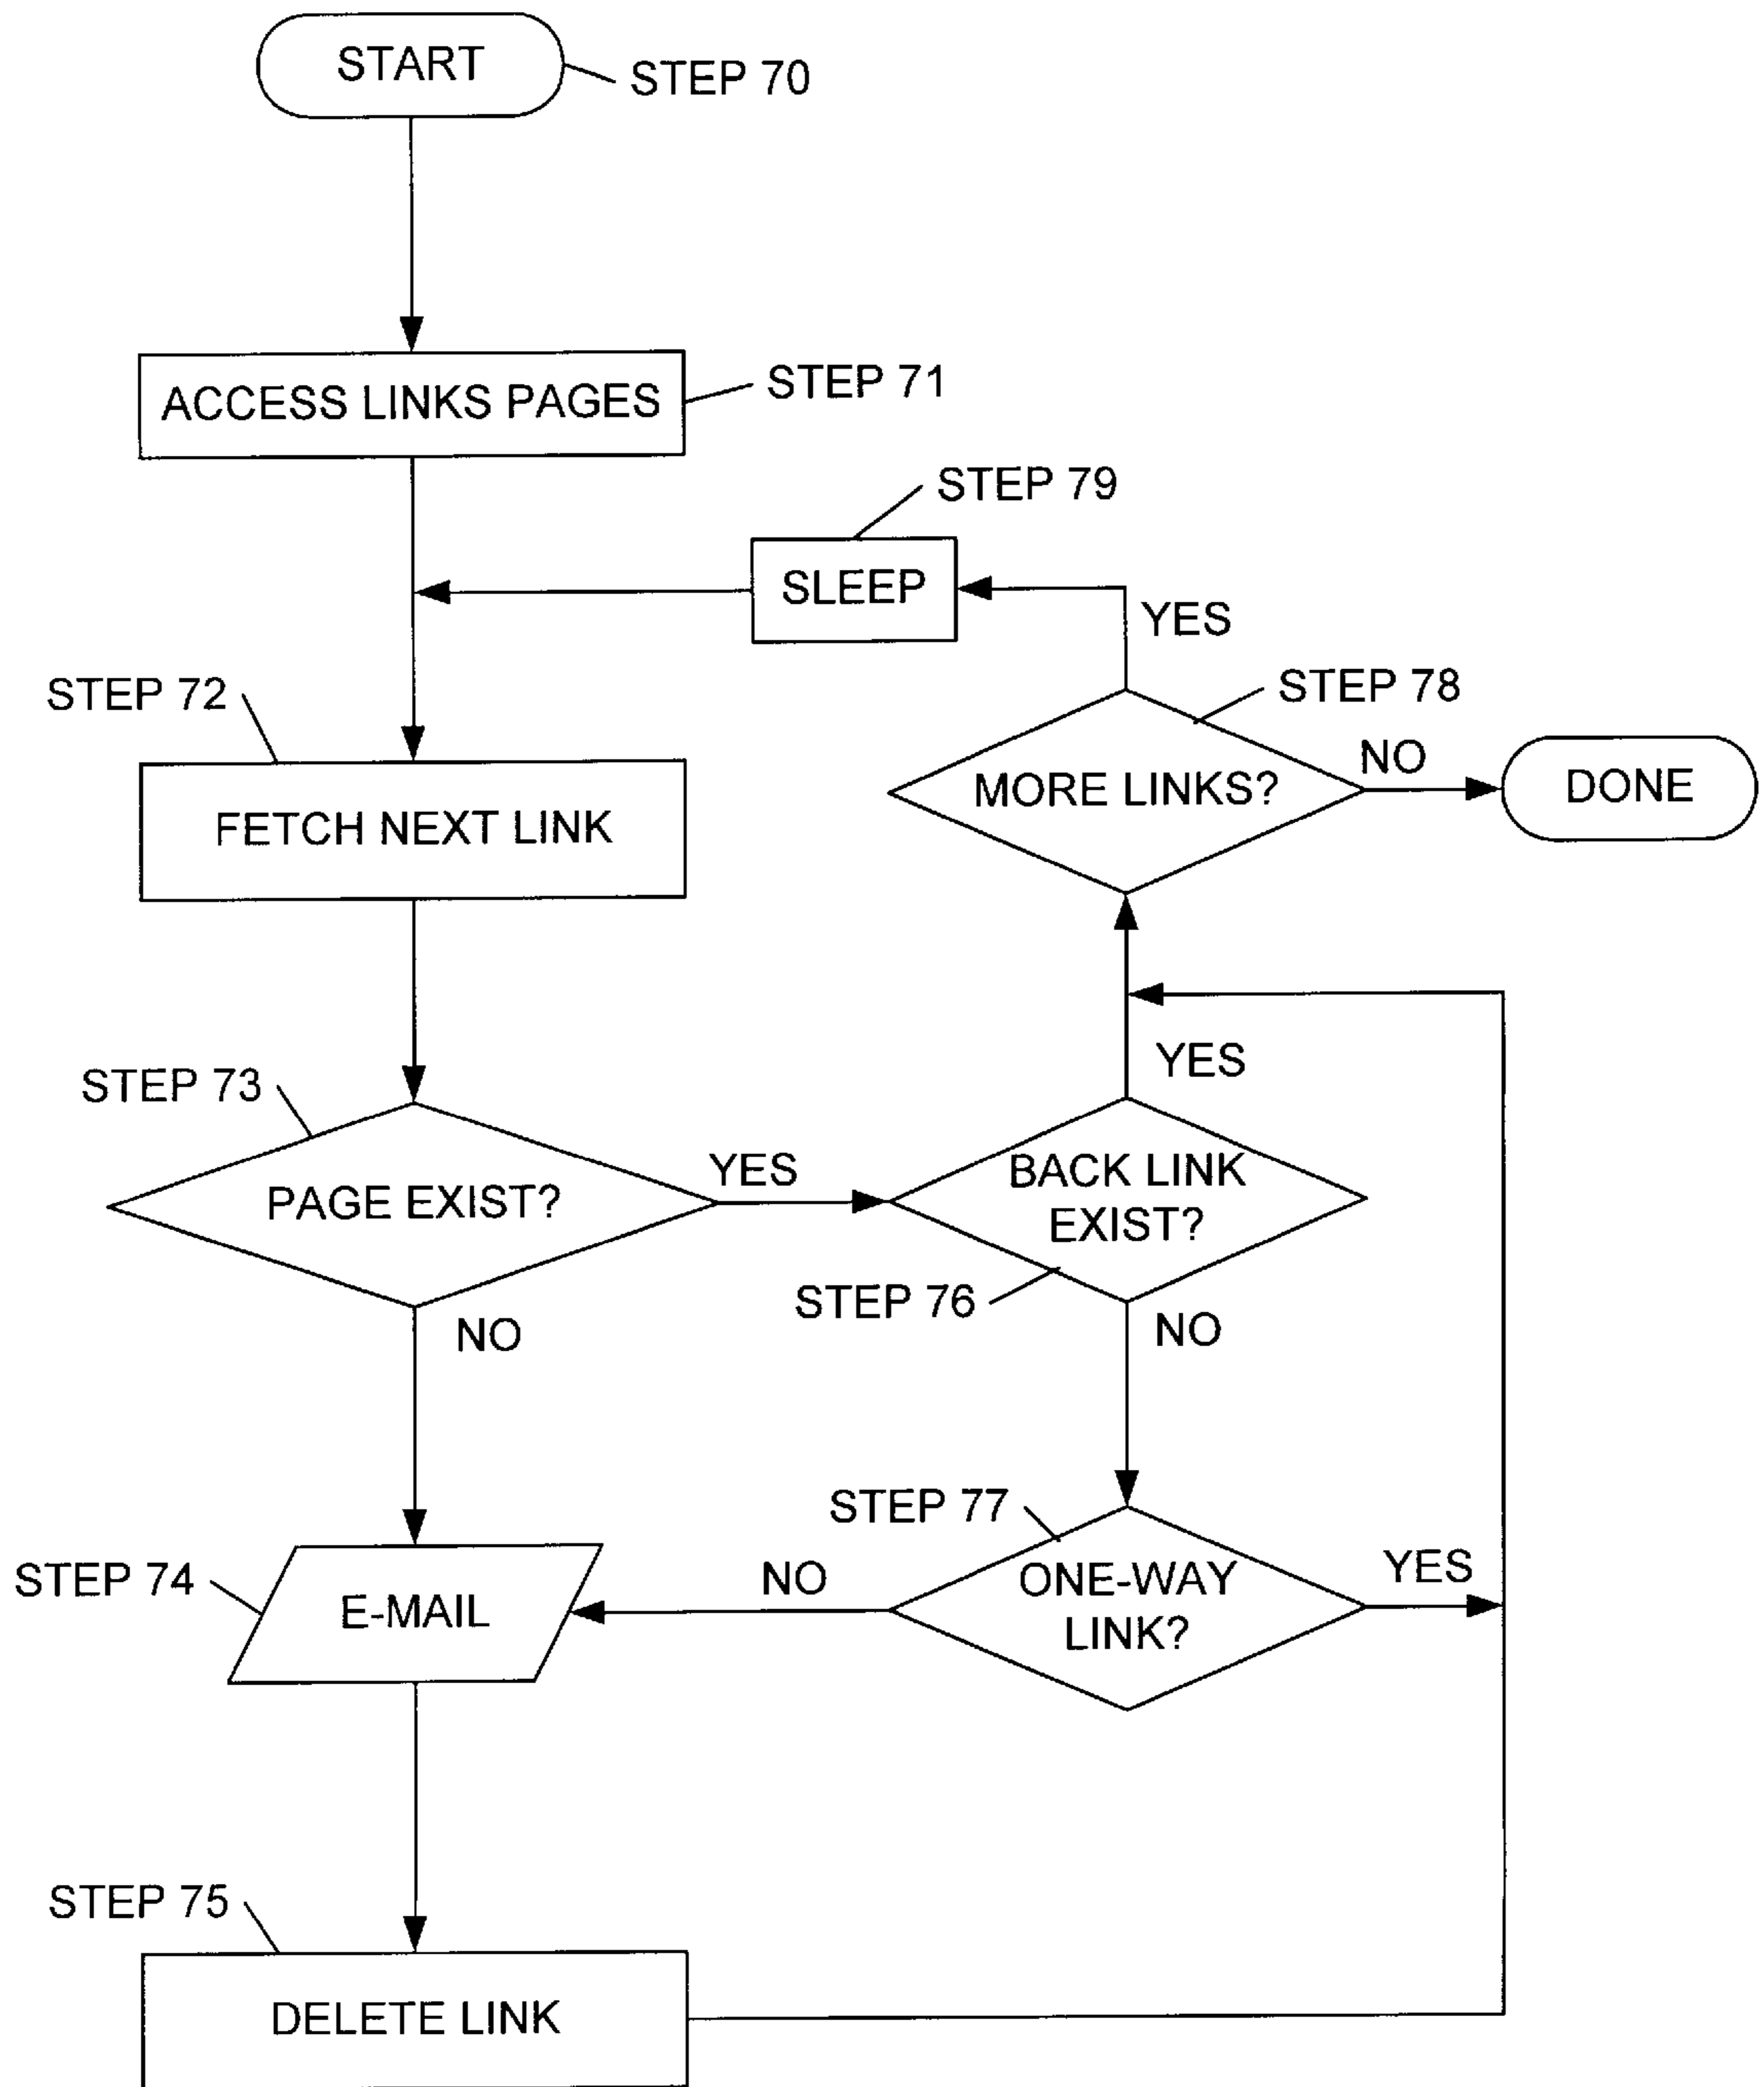 START
STEP 70
ACCESS LINKS PAGES
STEP 71
STEP 79
SLEEP
YES
STEP 72
FETCH NEXT LINK
STEP 78
MORE LINKS?
NO
DONE
STEP 73
PAGE EXIST?
YES
YES
BACK LINK
EXIST?
STEP 76
NO
NO
STEP 74
E-MAIL
NO
STEP 77
ONE-WAY
LINK?
YES
STEP 75
DELETE LINK